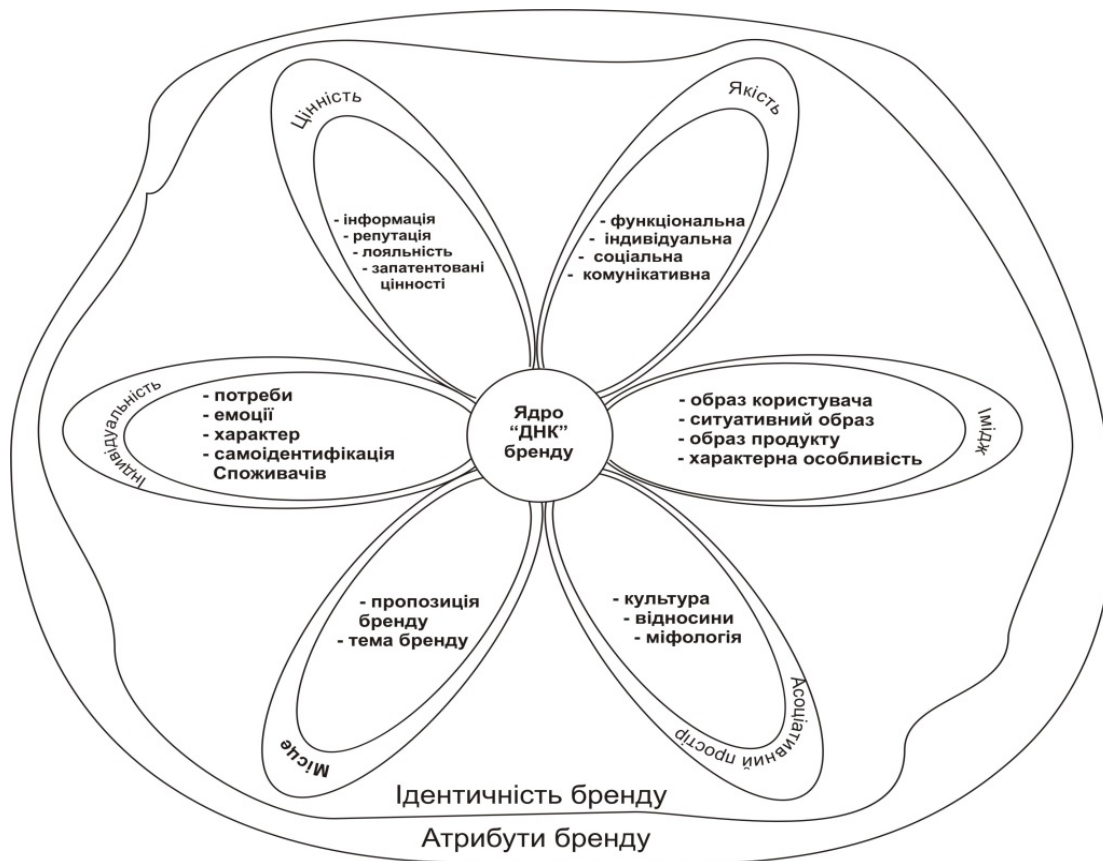 Цінність
- інформація
- репутація
- лояльність
- запатентовані
цінності
Якість
- функціональна
- індивідуальна
- соціальна
- комунікативна
Індивідуальність
- потреби
- емоції
- характер
- самоідентифікація
Споживачів
Ядро
“ДНК”
бренду
- образ користувача
- ситуативний образ
- образ продукту
- характерна особливість
Імідж
- пропозиція
бренду
- тема бренду
Місце
- культура
- відносини
- міфологія
Асоціативний простір
Ідентичність бренду
Атрибути бренду